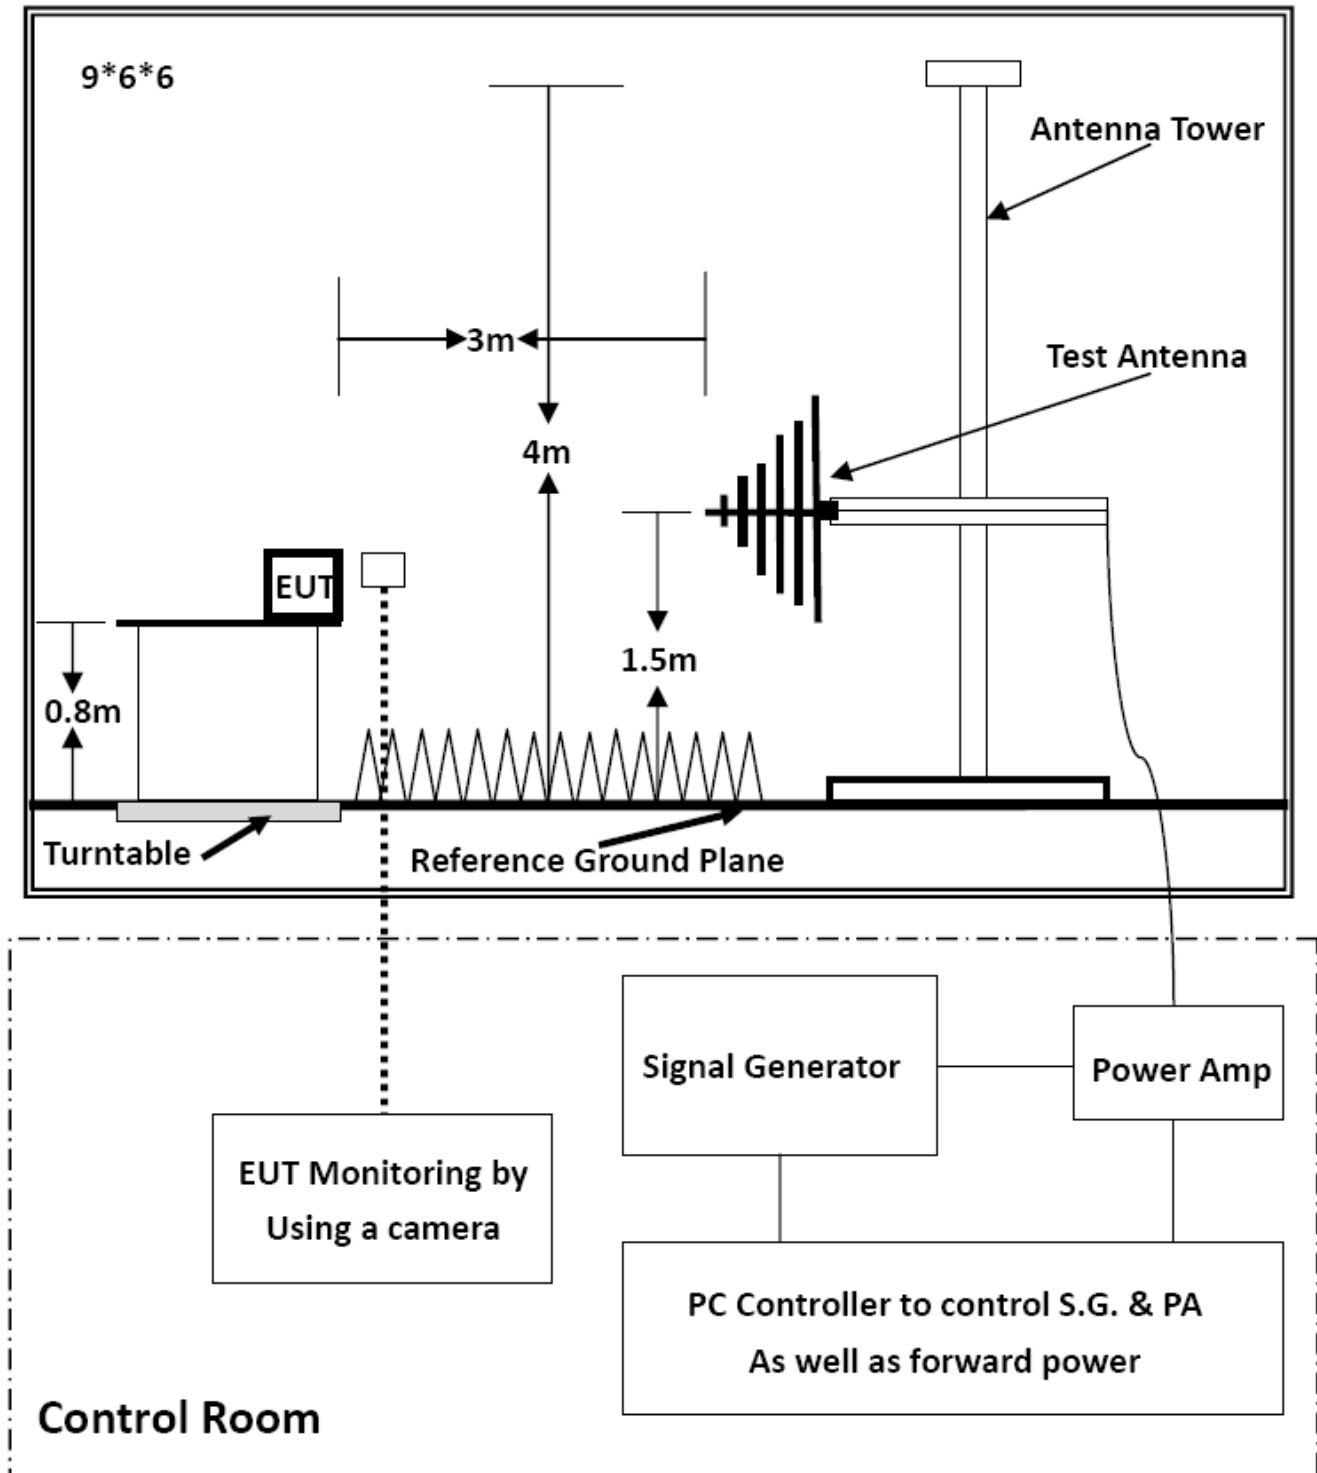 9*6*6
Antenna Tower
3m
Test Antenna
4m
EUT
1.5m
0.8m
Turntable
Reference Ground Plane
Signal Generator
Power Amp
EUT Monitoring by
Using a camera
PC Controller to control S.G. & PA
As well as forward power
Control Room